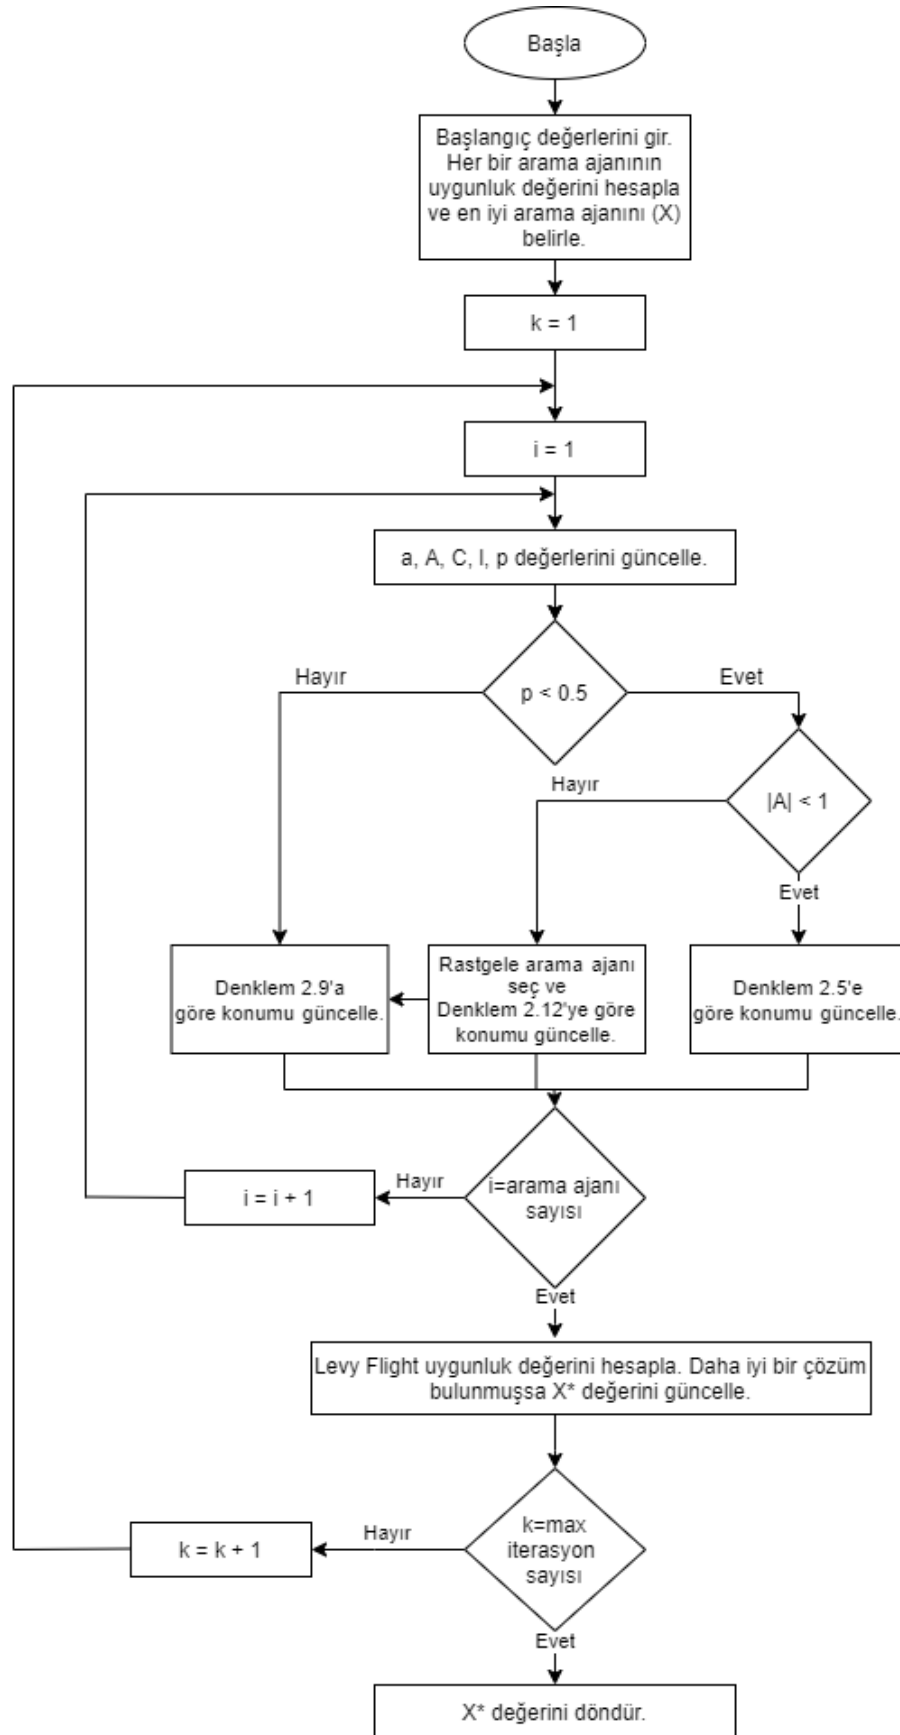 Başla
Başlangıç değerlerini gir.
Her bir arama ajanının
uygunluk değerini hesapla
ve en iyi arama ajanını (X)
belirle.
k = 1
i = 1
a, A, C, l, p değerlerini güncelle.
p < 0.5
Hayır
Evet
|A| < 1
Hayır
Evet
Denklem 2.9'a
göre konumu güncelle.
Rastgele arama ajanı
seç ve
Denklem 2.12'ye göre
konumu güncelle.
Denklem 2.5'e
göre konumu güncelle.
i=arama ajanı
sayısı
Hayır
i = i + 1
Evet
Levy Flight uygunluk değerini hesapla. Daha iyi bir çözüm
bulunmuşsa X* değerini güncelle.
k=max
iterasyon
sayısı
Hayır
k = k + 1
Evet
X* değerini döndür.